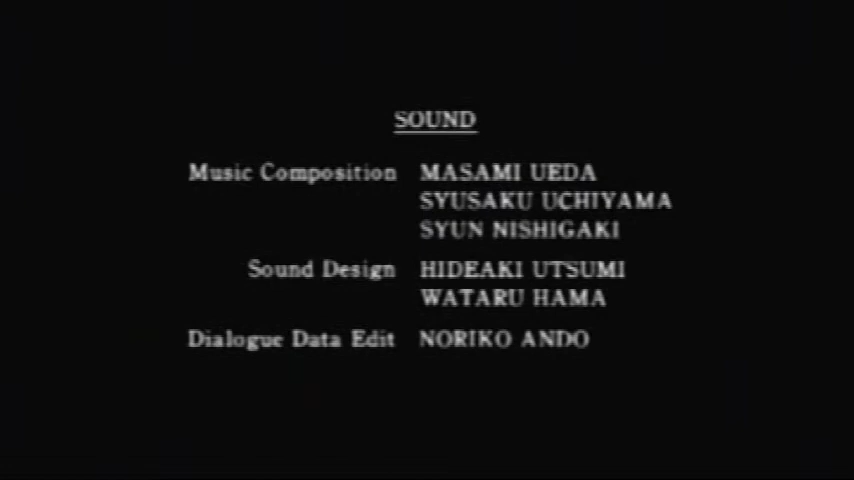 SOUND
Music Composition MASAMI UEDA
SYUSAKU UCHIYAMA
SYUN NISHIGAKI
Sound Design HIDEAKI UTSUMI
WATARU HAMA
Dialogue Data Edit NORIKO ANDO